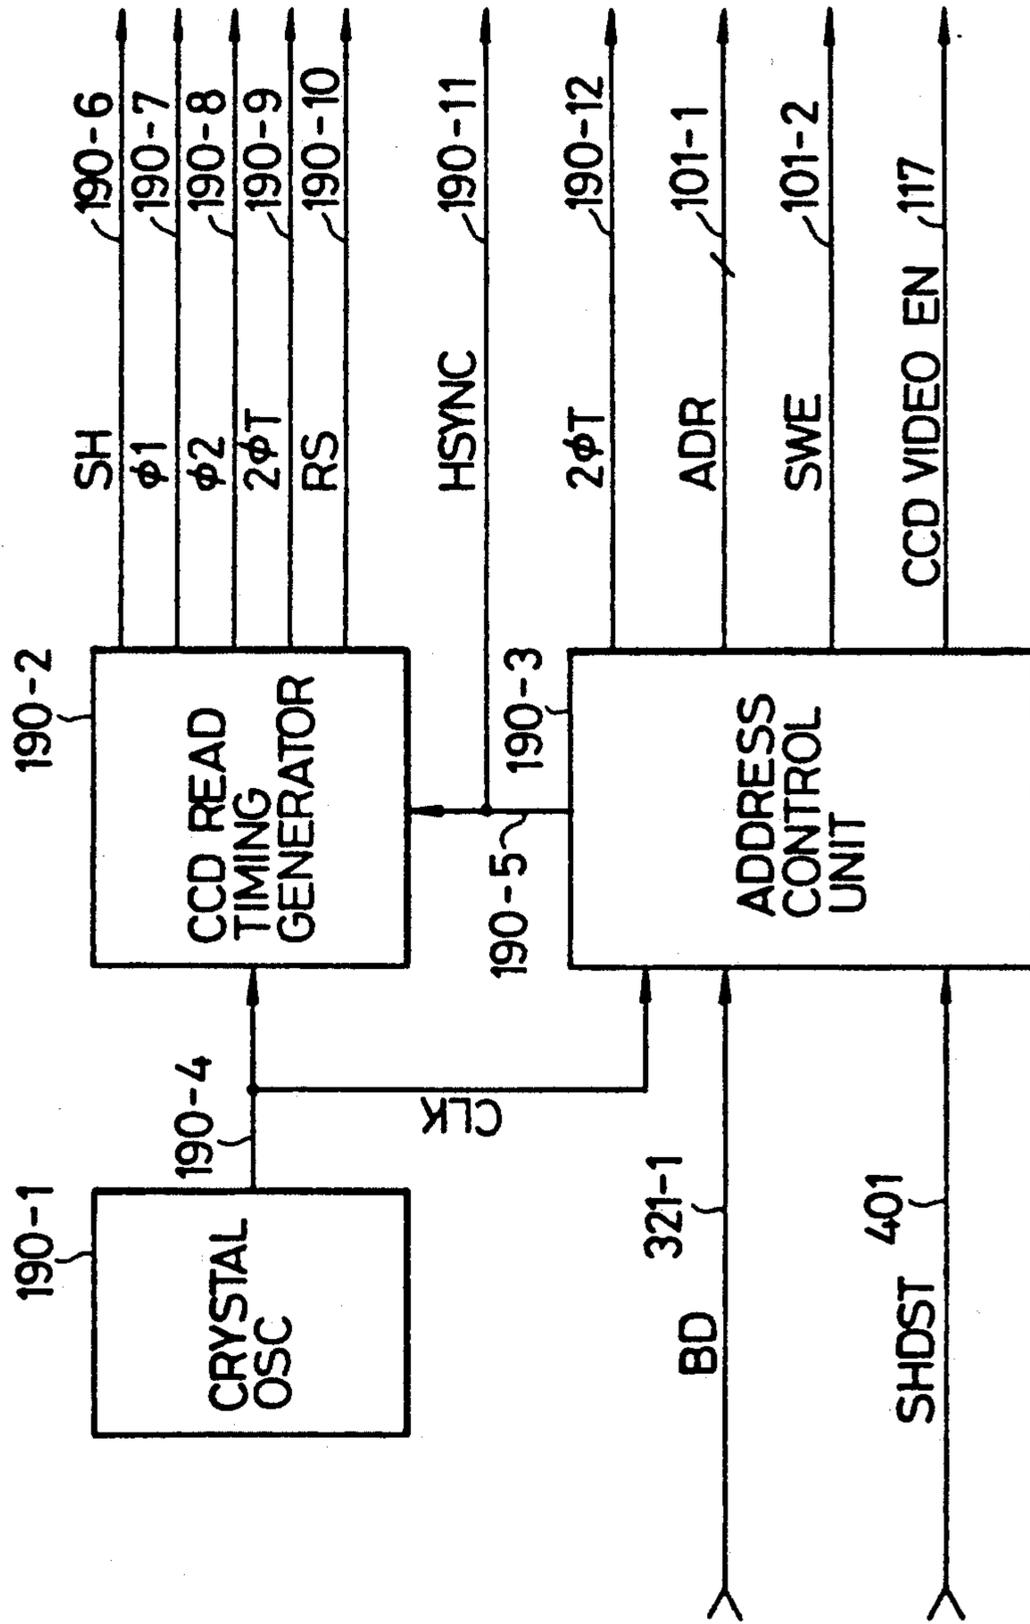 190-1
CRYSTAL
OSC
190-4
CLK
190-2
CCD READ
TIMING
GENERATOR
SH
190-6
φ1
190-7
φ2
190-8
2φT
190-9
RS
190-10
190-5
HSYNC
190-11
BD
321-1
SHDST
401
190-3
ADDRESS
CONTROL
UNIT
2φT
190-12
ADR
101-1
SWE
101-2
CCD VIDEO EN
117